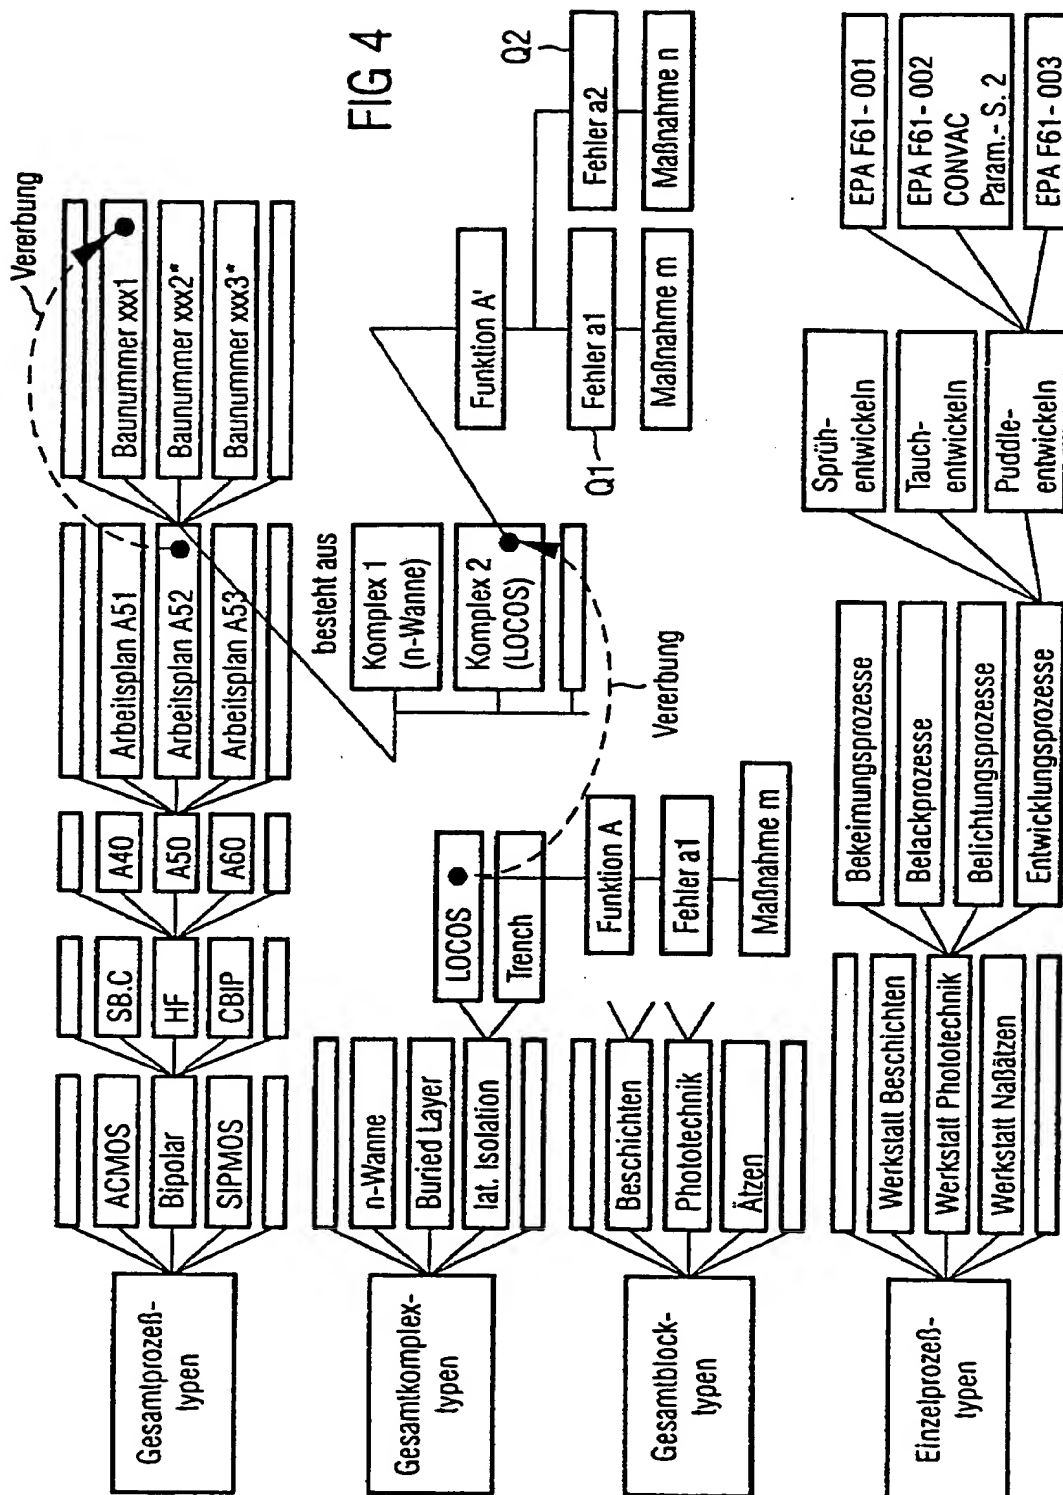 FIG 4
Gesamtprozeß-
typen
ACMOS
Bipolar
SIPMOS
SB.C
HF
CBIP
A40
A50
A60
Arbeitsplan A51
Arbeitsplan A52
Arbeitsplan A53
Baunummer xxx1
Baunummer xxx2*
Baunummer xxx3*
Vererbung
Gesamtkomplex-
typen
n-Wanne
Buried Layer
lat. Isolation
LOCOS
Trench
Funktion A
Fehler a1
Maßnahme m
Vererbung
besteht aus
Komplex 1
(n-Wanne)
Komplex 2
(LOCOS)
Funktion A'
Q1
Fehler a1
Maßnahme m
Q2
Fehler a2
Maßnahme n
Gesamtblock-
typen
Beschichten
Phototechnik
Ätzen
Einzelprozeß-
typen
Werkstatt Beschichten
Werkstatt Phototechnik
Werkstatt Naßätzen
Bekeimungsprozesse
Belackprozesse
Belichtungsprozesse
Entwicklungsprozesse
Sprüh-
entwickeln
Tauch-
entwickeln
Puddle-
entwickeln
EPA F61- 001
EPA F61- 002
CONVAC
Param.- S. 2
EPA F61- 003